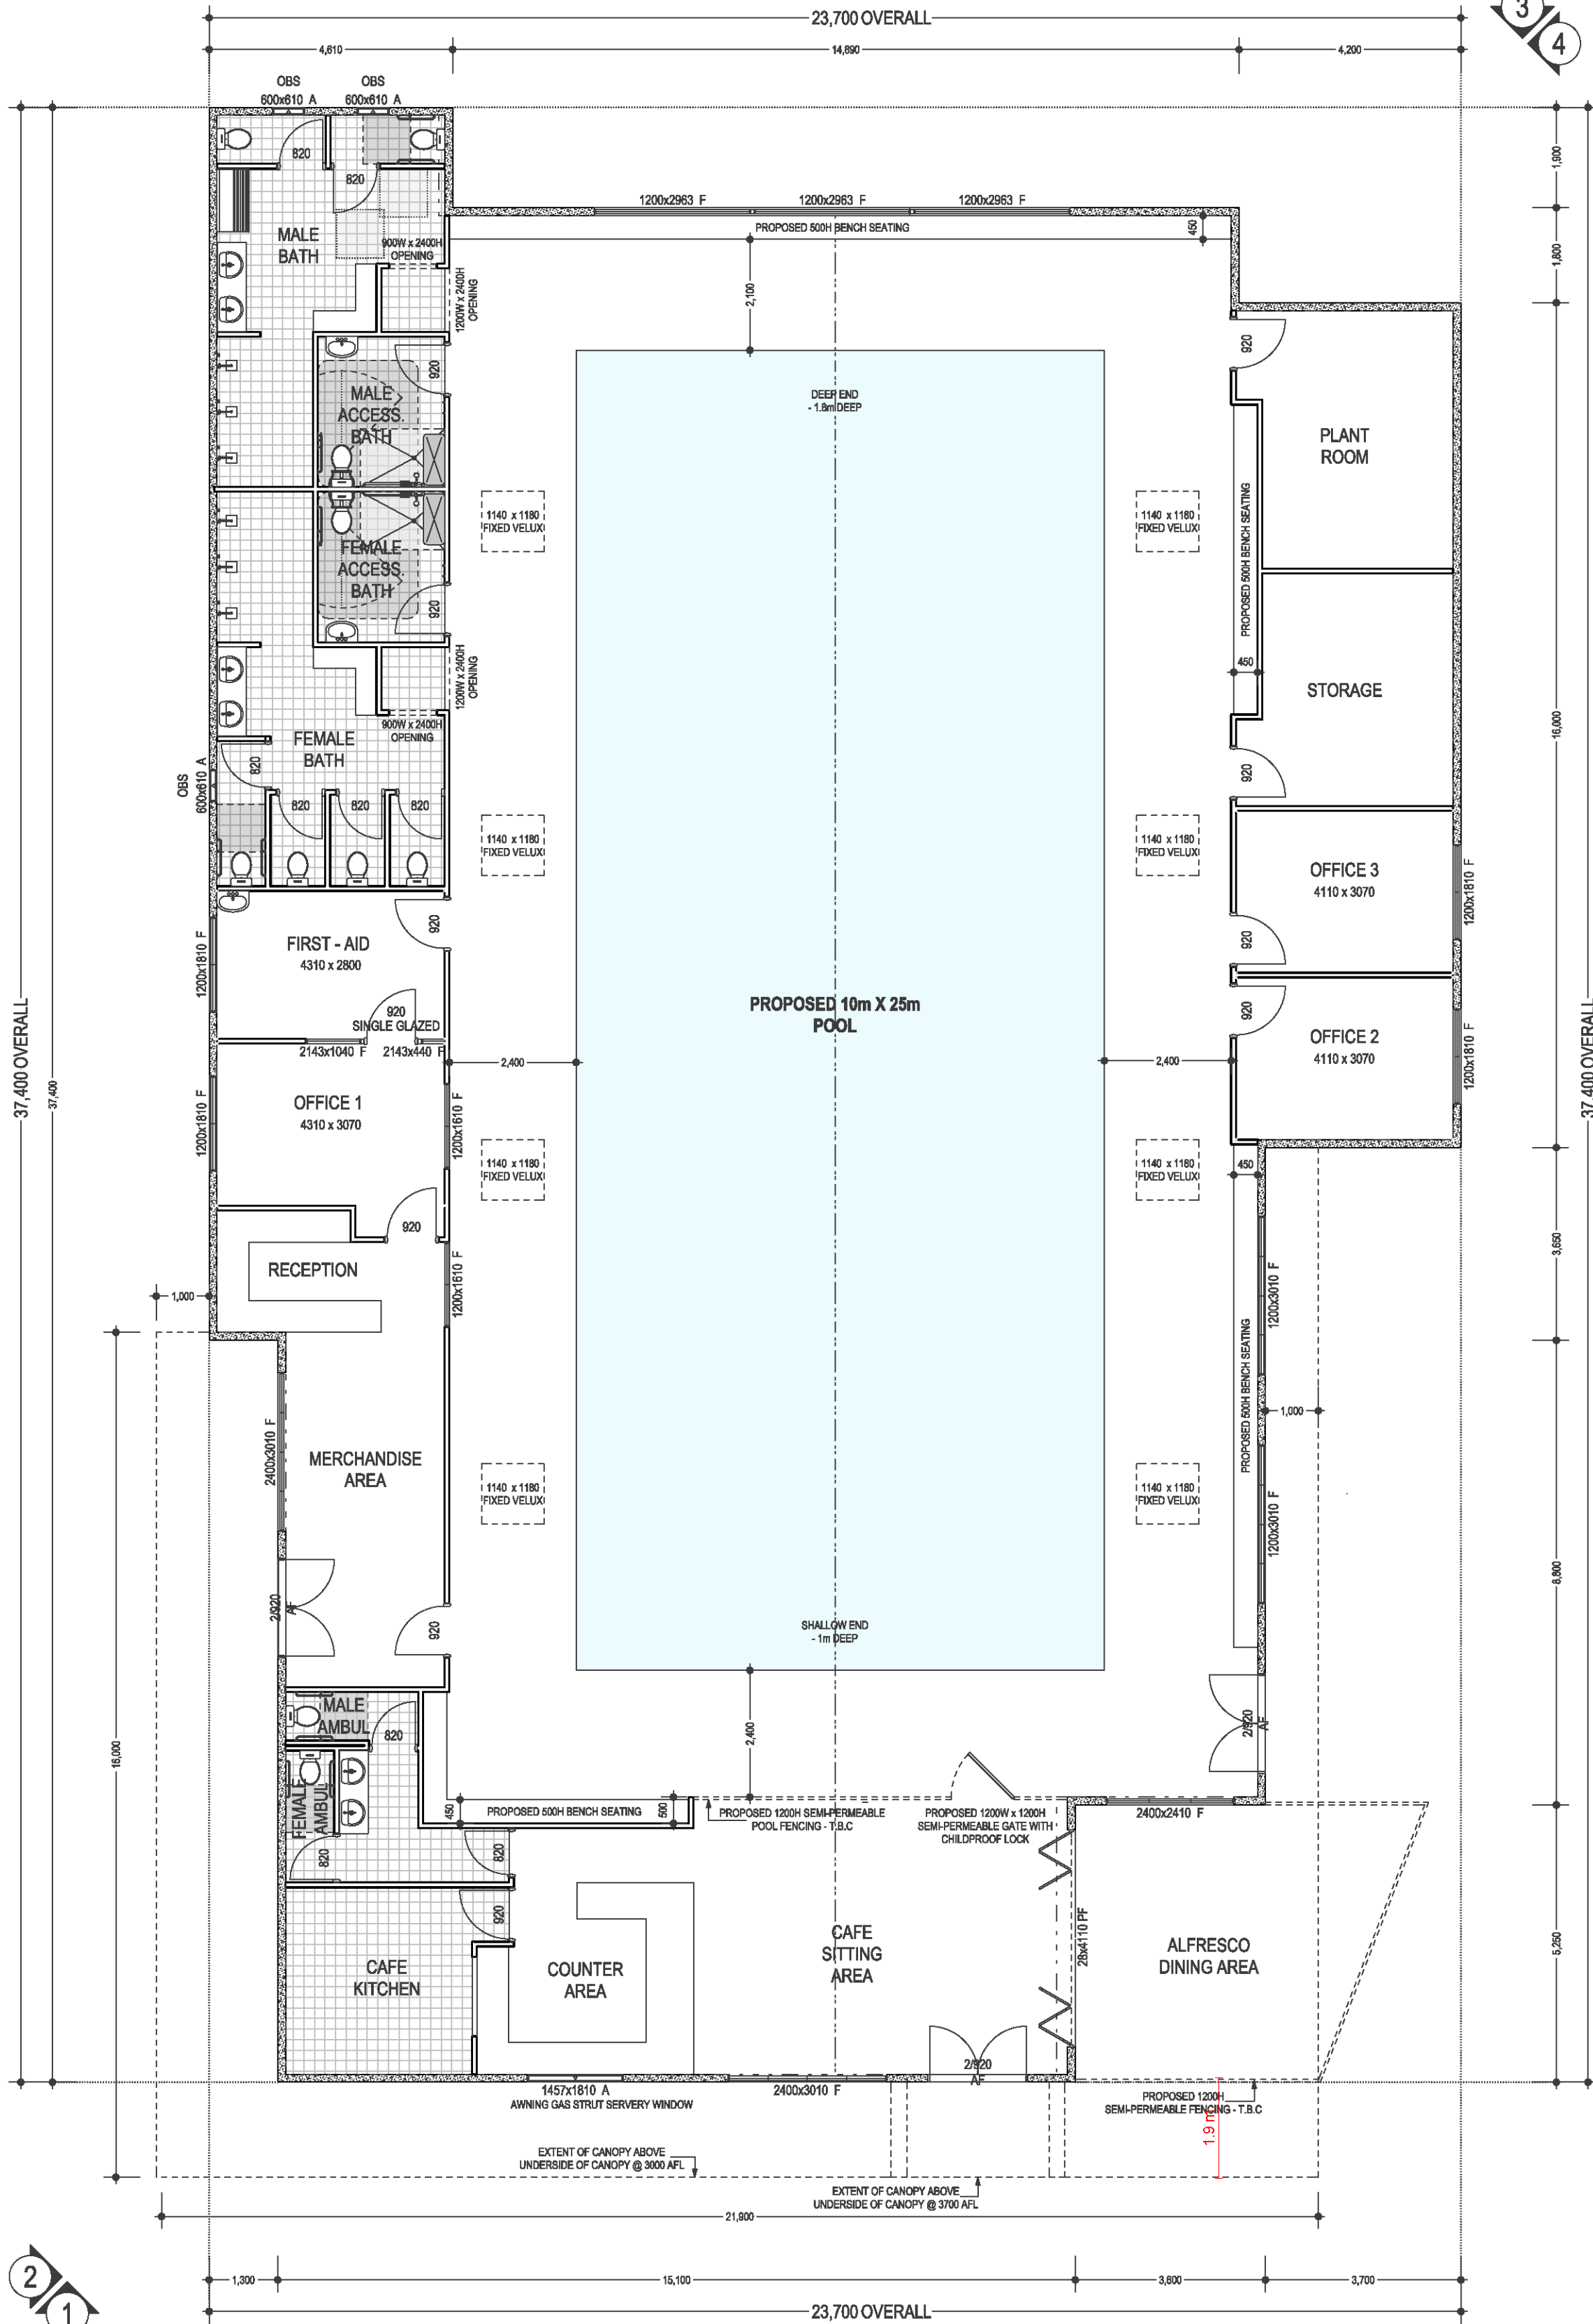 23,700 OVERALL
3
4
4,610
14,890
4,200
OBS
600x610 A
OBS
600x610 A
820
820
1,900
1200x2963 F
1200x2963 F
1200x2963 F
PROPOSED 500H BENCH SEATING
450
MALE
BATH
900W x 2400H
OPENING
1200W x 2400H
OPENING
2,100
1,800
920
920
DEEP END
- 1.8m DEEP
MALE
ACCESS.
BATH
PLANT
ROOM
1140 x 1180
FIXED VELUX
1140 x 1180
FIXED VELUX
PROPOSED 500H BENCH SEATING
FEMALE
ACCESS.
BATH
920
1200W x 2400H
OPENING
450
STORAGE
900W x 2400H
OPENING
FEMALE
BATH
16,000
OBS
600x610 A
820
820
820
820
920
1140 x 1180
FIXED VELUX
1140 x 1180
FIXED VELUX
OFFICE 3
4110 x 3070
1200x1810 F
920
FIRST - AID
4310 x 2800
1200x1810 F
920
920
SINGLE GLAZED
2143x1040 F
2143x440 F
PROPOSED 10m X 25m
POOL
920
OFFICE 2
4110 x 3070
1200x1810 F
37,400 OVERALL
37,400
37,400 OVERALL
2,400
2,400
OFFICE 1
4310 x 3070
1200x1810 F
1200x1610 F
1140 x 1180
FIXED VELUX
1140 x 1180
FIXED VELUX
450
920
RECEPTION
1200x1610 F
1,000
1200x3010 F
3,650
PROPOSED 500H BENCH SEATING
1,000
2400x3010 F
MERCHANDISE
AREA
1140 x 1180
FIXED VELUX
1140 x 1180
FIXED VELUX
1200x3010 F
8,800
2/920
AF
920
SHALLOW END
- 1m DEEP
MALE
AMBUL
820
2,400
2/920
AF
16,000
FEMALE
AMBUL
820
450
PROPOSED 500H BENCH SEATING
500
PROPOSED 1200H SEMI-PERMEABLE
POOL FENCING - T.B.C
PROPOSED 1200W x 1200H
SEMI-PERMEABLE GATE WITH
CHILDPROOF LOCK
2400x2410 F
820
920
CAFE
KITCHEN
COUNTER
AREA
CAFE
SITTING
AREA
28x4110 PF
ALFRESCO
DINING AREA
5,250
2/920
AF
1457x1810 A
AWNING GAS STRUT SERVERY WINDOW
2400x3010 F
PROPOSED 1200H
SEMI-PERMEABLE FENCING - T.B.C
1.9 m
EXTENT OF CANOPY ABOVE
UNDERSIDE OF CANOPY @ 3000 AFL
EXTENT OF CANOPY ABOVE
UNDERSIDE OF CANOPY @ 3700 AFL
21,900
2
1
1,300
15,100
3,600
3,700
23,700 OVERALL